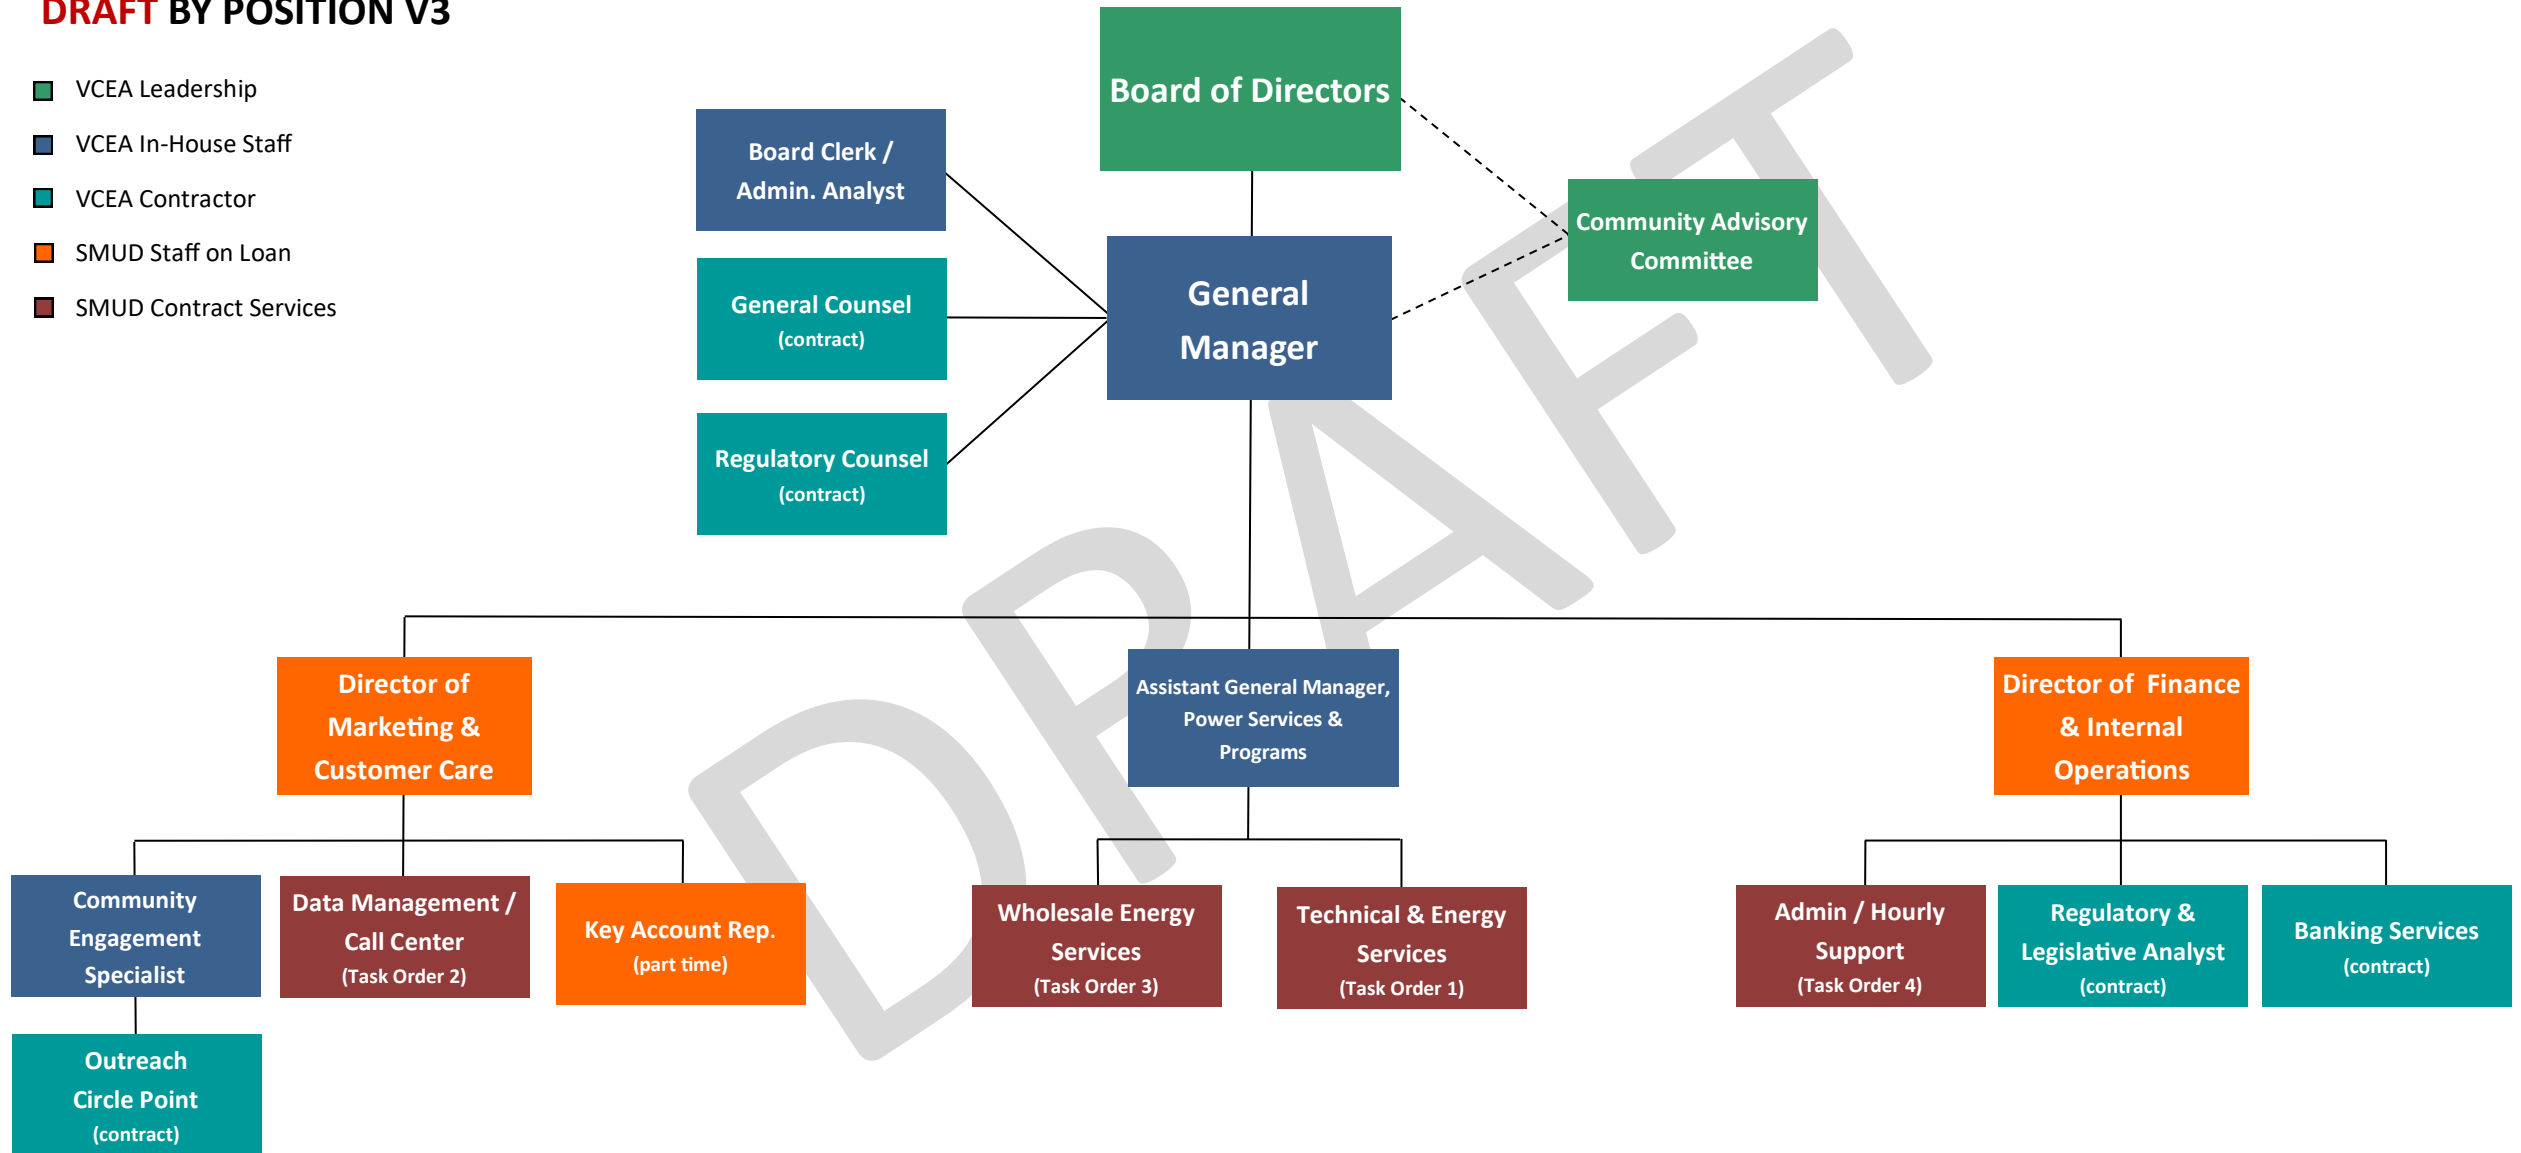 DRAFT BY POSITION V3
VCEA Leadership
VCEA In-House Staff
VCEA Contractor
SMUD Staff on Loan
SMUD Contract Services
Board of Directors
Board Clerk /
Admin. Analyst
General Counsel
(contract)
Regulatory Counsel
(contract)
General
Manager
Community Advisory
Committee
DRAFT
Director of
Marketing &
Customer Care
Assistant General Manager,
Power Services &
Programs
Director of  Finance
& Internal
Operations
Community
Engagement
Specialist
Data Management /
Call Center
(Task Order 2)
Key Account Rep.
(part time)
Wholesale Energy
Services
(Task Order 3)
Technical & Energy
Services
(Task Order 1)
Admin / Hourly
Support
(Task Order 4)
Regulatory &
Legislative Analyst
(contract)
Banking Services
(contract)
Outreach
Circle Point
(contract)